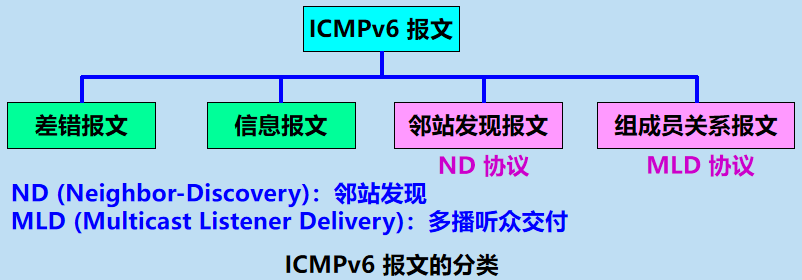 ICMPv6 报文
差错报文
信息报文
邻站发现报文
组成员关系报文
ND 协议
MLD 协议
ND (Neighbor-Discovery)：邻站发现
MLD (Multicast Listener Delivery)：多播听众交付
ICMPv6 报文的分类